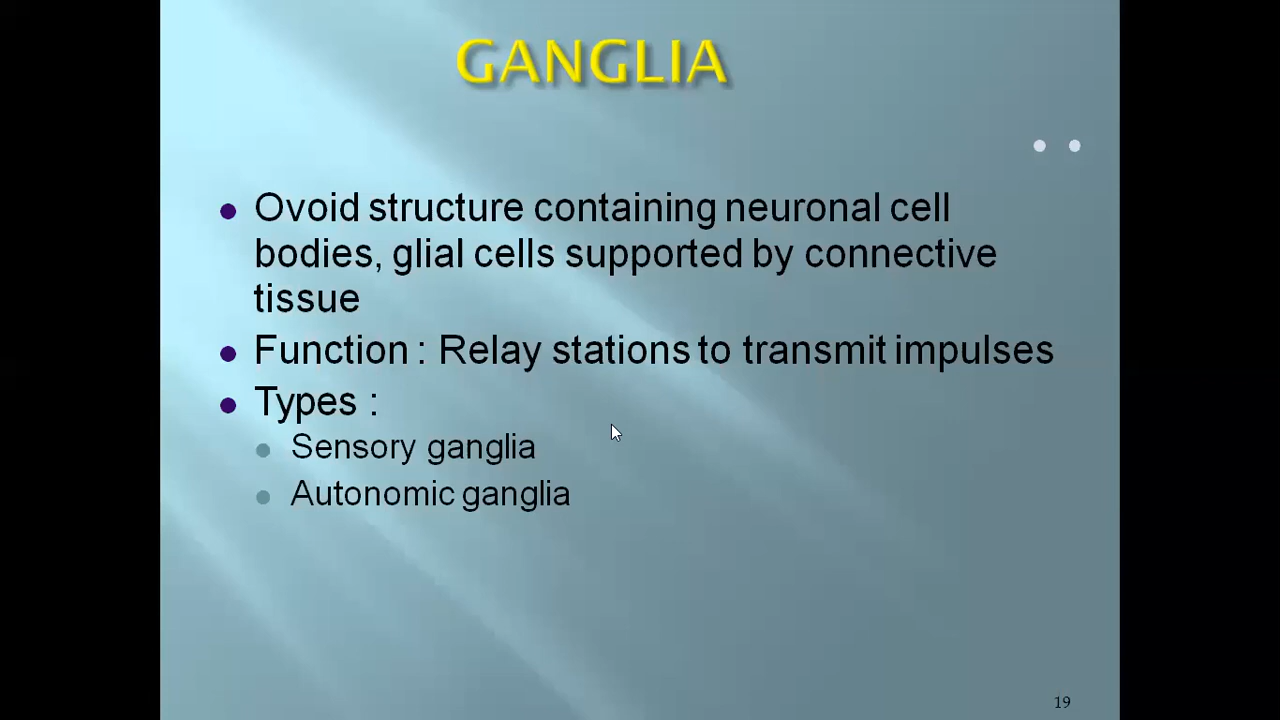 GANGLIA
Ovoid structure containing neuronal cell
bodies, glial cells supported by connective
tissue
Function : Relay stations to transmit impulses
Types :
Sensory ganglia
Autonomic ganglia
19